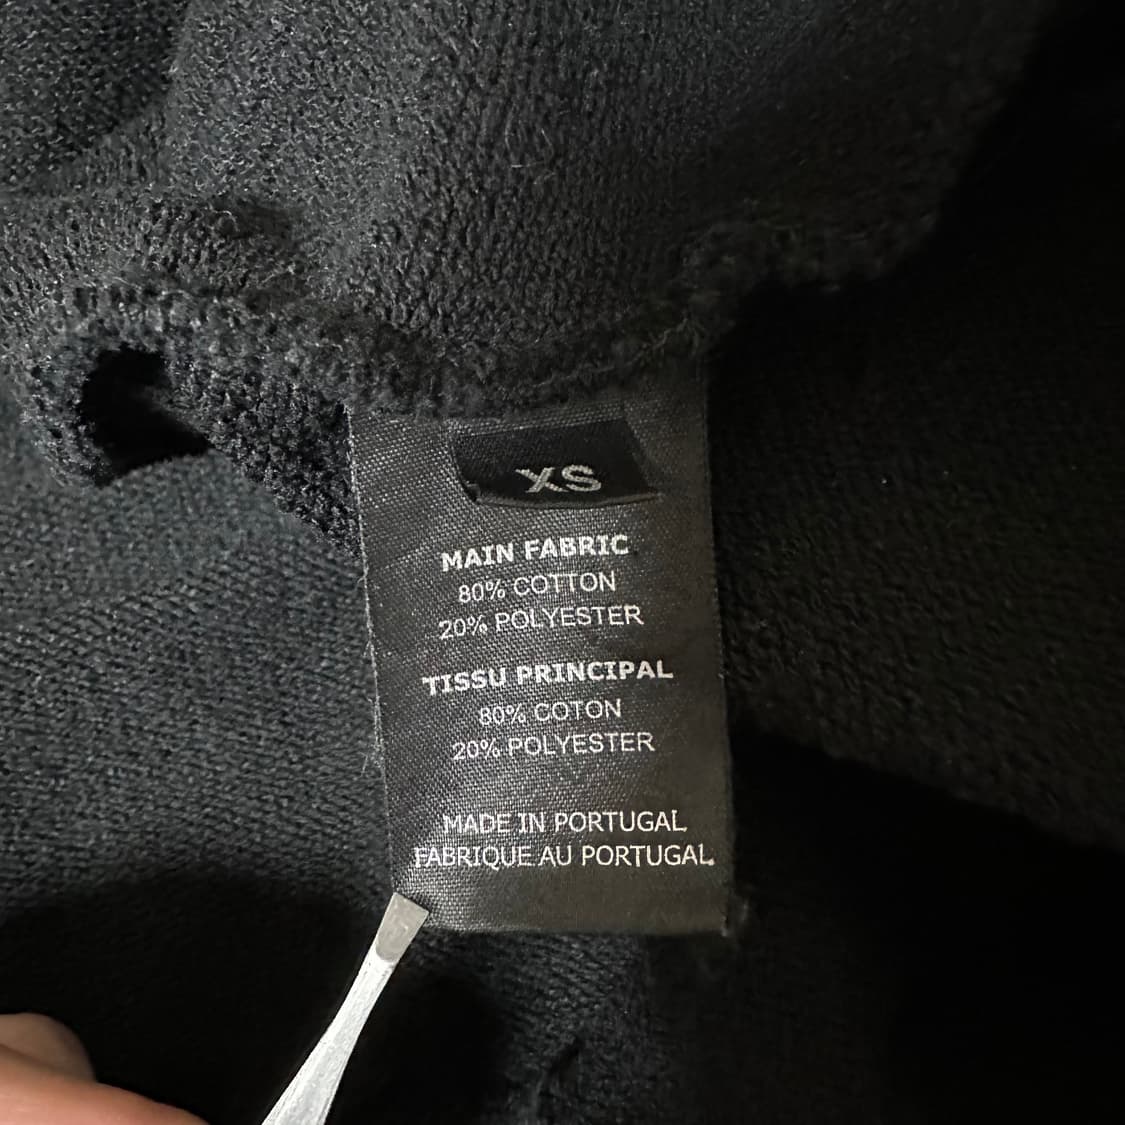 XS
MAIN FABRIC
80% COTTON
20% POLYESTER
TISSU PRINCIPAL
80% COTON
20% POLYESTER
MADE IN PORTUGAL
FABRIQUE AU PORTUGAL